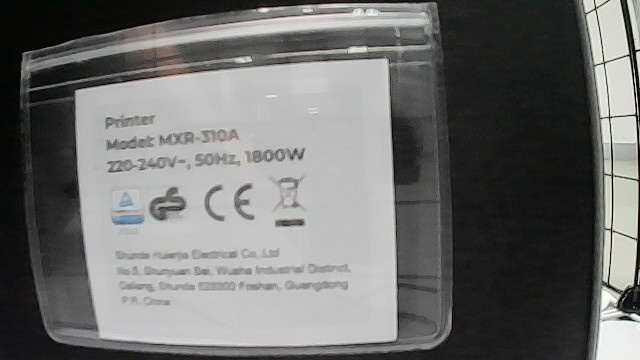 Printer
Model: MXR-310A
220-240V~, 50Hz, 1800W
CE
Shunde Huierjia Electrical Co.,Ltd
No.5, Shunyuan Bei, Wusha Industrial District,
Daliang, Shunde 528300 Foshan, Guangdong
P.R. China